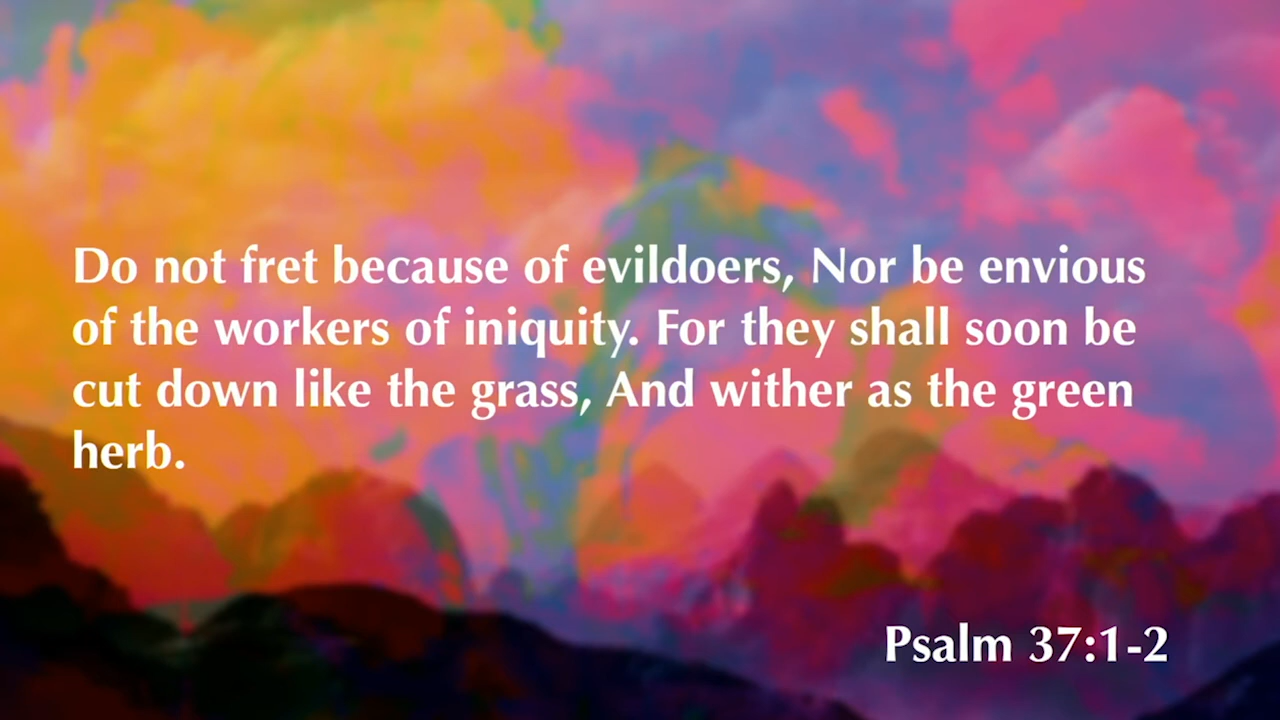 Do not fret because of evildoers, Nor be envious
of the workers of iniquity. For they shall soon be
cut down like the grass, And wither as the green
herb.
Psalm 37:1-2